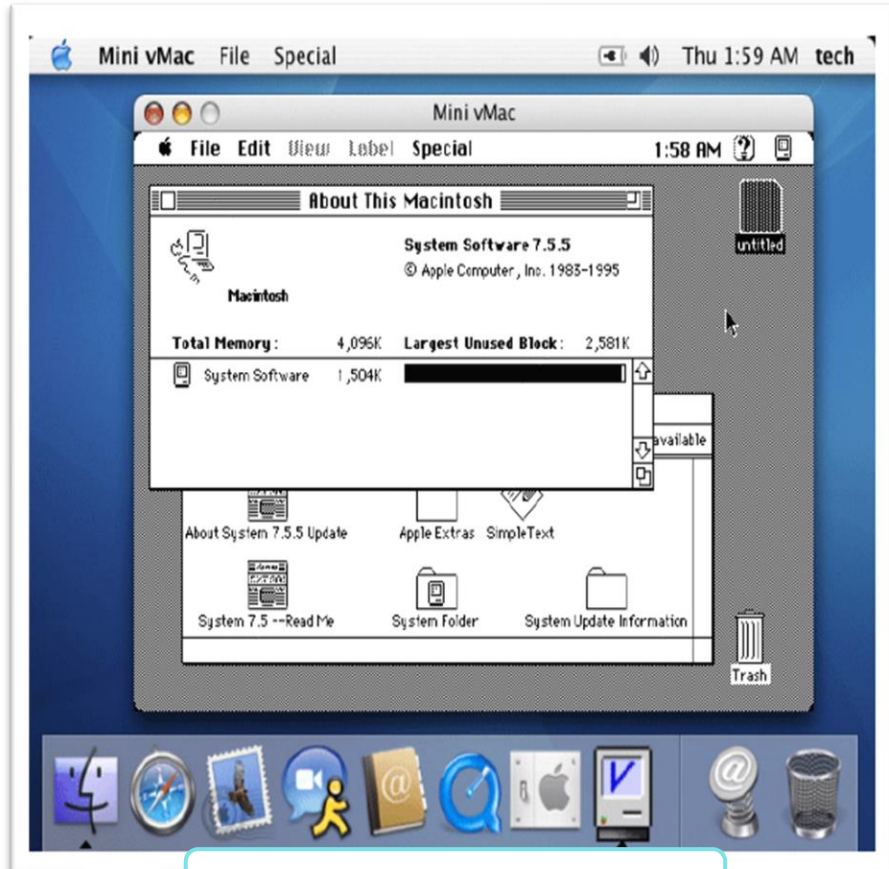 Mini vMac File Special Thu 1:59 AM tech
Mini vMac
File Edit View Label Special 1:58 AM
About This Macintosh
untitled
System Software 7.5.5
© Apple Computer, Inc. 1983-1995
Macintosh
Total Memory : 4,096K Largest Unused Block : 2,581K
System Software 1,504K
available
About System 7.5.5 Update Apple Extras SimpleText
System 7.5 --Read Me System Folder System Update Information
Trash